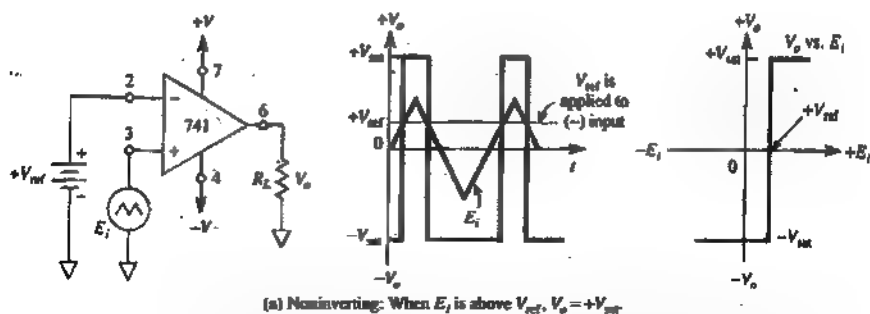 +V
7
2
−
741
6
3
+
4
−V
+
+V_ref
-
E_i
R_L
V_o
+V_o
+V_sat
+V_ref
0
−V_sat
−V_o
t
E_i
V_ref is
applied to
(−) input
+V_o
V_o vs. E_i
+V_sat
+V_ref
−E_i
0
+E_i
−V_sat
−V_o
(a) Noninverting: When E_i is above V_ref, V_o = +V_sat.